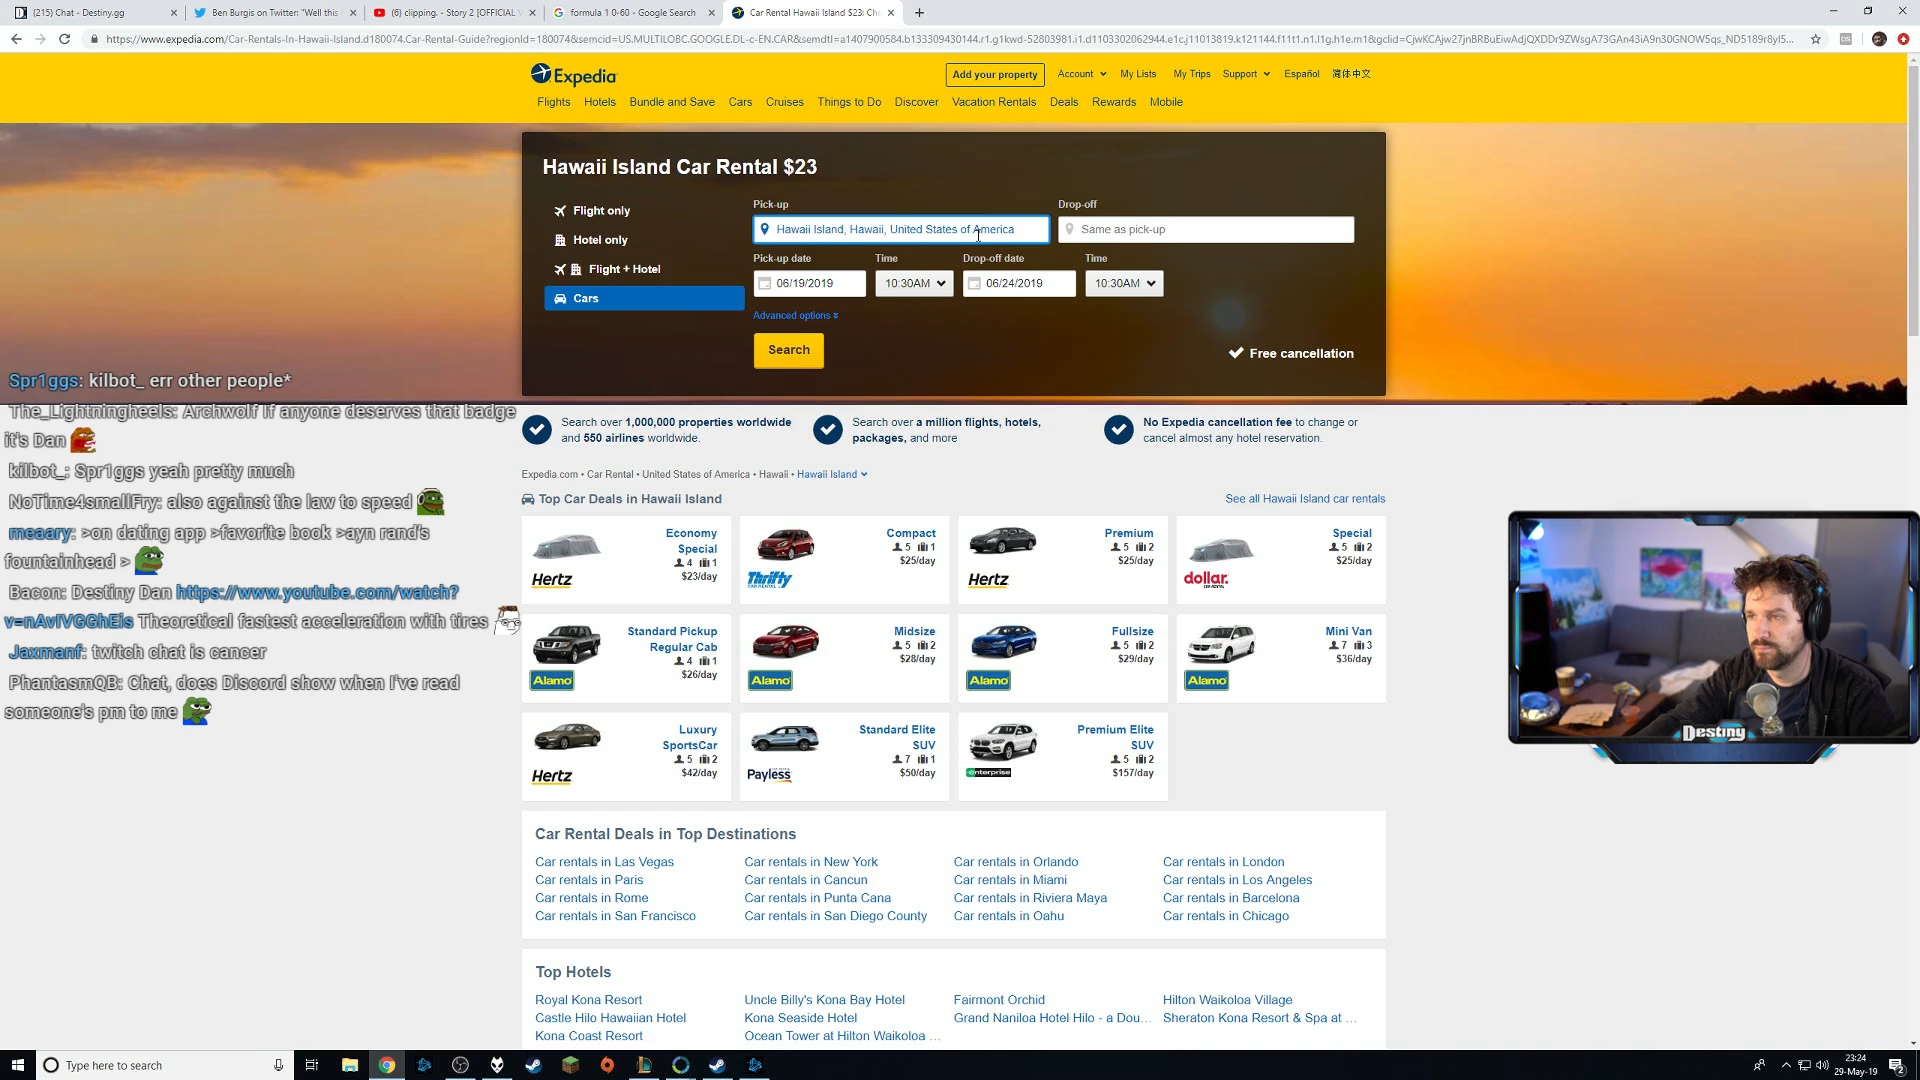 (215) Chat - Destiny.gg
Ben Burgis on Twitter: "Well this
(6) clipping. - Story 2 [OFFICIAL
formula 1 0-60 - Google Search
Car Rental Hawaii Island $23: Ch
Expedia
Add your property
Account
My Lists
My Trips
Support
Español
简体中文
Flights
Hotels
Bundle and Save
Cars
Cruises
Things to Do
Discover
Vacation Rentals
Deals
Rewards
Mobile
Hawaii Island Car Rental $23
Flight only
Hotel only
Flight + Hotel
Cars
Pick-up
Hawaii Island, Hawaii, United States of America
Drop-off
Same as pick-up
Pick-up date
Time
Drop-off date
Time
06/19/2019
10:30AM
06/24/2019
10:30AM
Advanced options
Search
Free cancellation
Search over 1,000,000 properties worldwide
and 550 airlines worldwide.
Search over a million flights, hotels,
packages, and more
No Expedia cancellation fee to change or
cancel almost any hotel reservation.
Expedia.com • Car Rental • United States of America • Hawaii • Hawaii Island
Top Car Deals in Hawaii Island
See all Hawaii Island car rentals
Economy
Special
4 1
$23/day
Hertz
Compact
5 1
$25/day
Thrifty
Premium
5 2
$25/day
Hertz
Special
5 2
$25/day
dollar.
Standard Pickup
Regular Cab
4 1
$26/day
Alamo
Midsize
5 2
$28/day
Alamo
Fullsize
5 2
$29/day
Alamo
Mini Van
7 3
$36/day
Alamo
Luxury
SportsCar
5 2
$42/day
Hertz
Standard Elite
SUV
7 1
$50/day
Payless
Premium Elite
SUV
5 2
$157/day
enterprise
Car Rental Deals in Top Destinations
Car rentals in Las Vegas
Car rentals in New York
Car rentals in Orlando
Car rentals in London
Car rentals in Paris
Car rentals in Cancun
Car rentals in Miami
Car rentals in Los Angeles
Car rentals in Rome
Car rentals in Punta Cana
Car rentals in Riviera Maya
Car rentals in Barcelona
Car rentals in San Francisco
Car rentals in San Diego County
Car rentals in Oahu
Car rentals in Chicago
Top Hotels
Royal Kona Resort
Uncle Billy's Kona Bay Hotel
Fairmont Orchid
Hilton Waikoloa Village
Castle Hilo Hawaiian Hotel
Kona Seaside Hotel
Grand Naniloa Hotel Hilo - a Dou...
Sheraton Kona Resort & Spa at ...
Kona Coast Resort
Ocean Tower at Hilton Waikoloa ...
Spr1ggs: kilbot_ err other people*
The_Lightningheels: Archwolf If anyone deserves that badge
it's Dan
kilbot_: Spr1ggs yeah pretty much
NoTime4smallFry: also against the law to speed
meaary: >on dating app >favorite book >ayn rand's
fountainhead >
Bacon: Destiny Dan https://www.youtube.com/watch?
Theoretical fastest acceleration with tires
Jaxmanf: twitch chat is cancer
PhantasmQB: Chat, does Discord show when I've read
someone's pm to me
Destiny
Type here to search
23:24
29-May-19
2